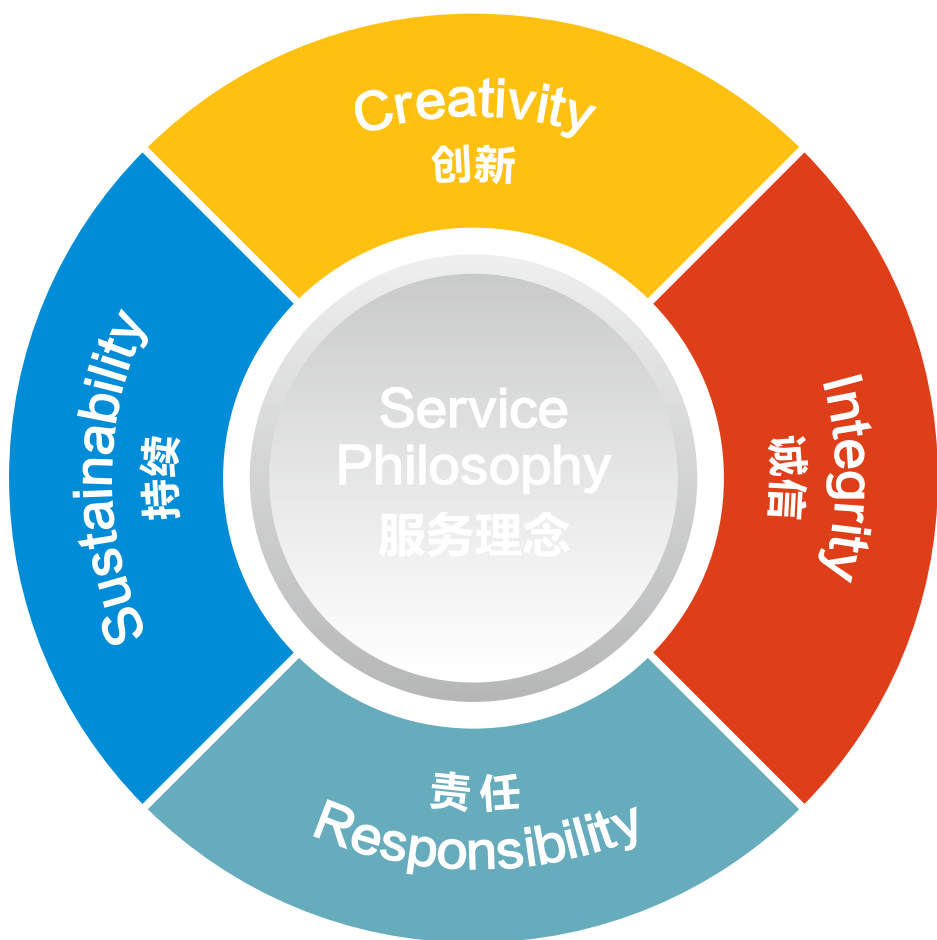 Creativity
创新
Integrity
诚信
Responsibility
责任
Sustainability
持续
Service
Philosophy
服务理念